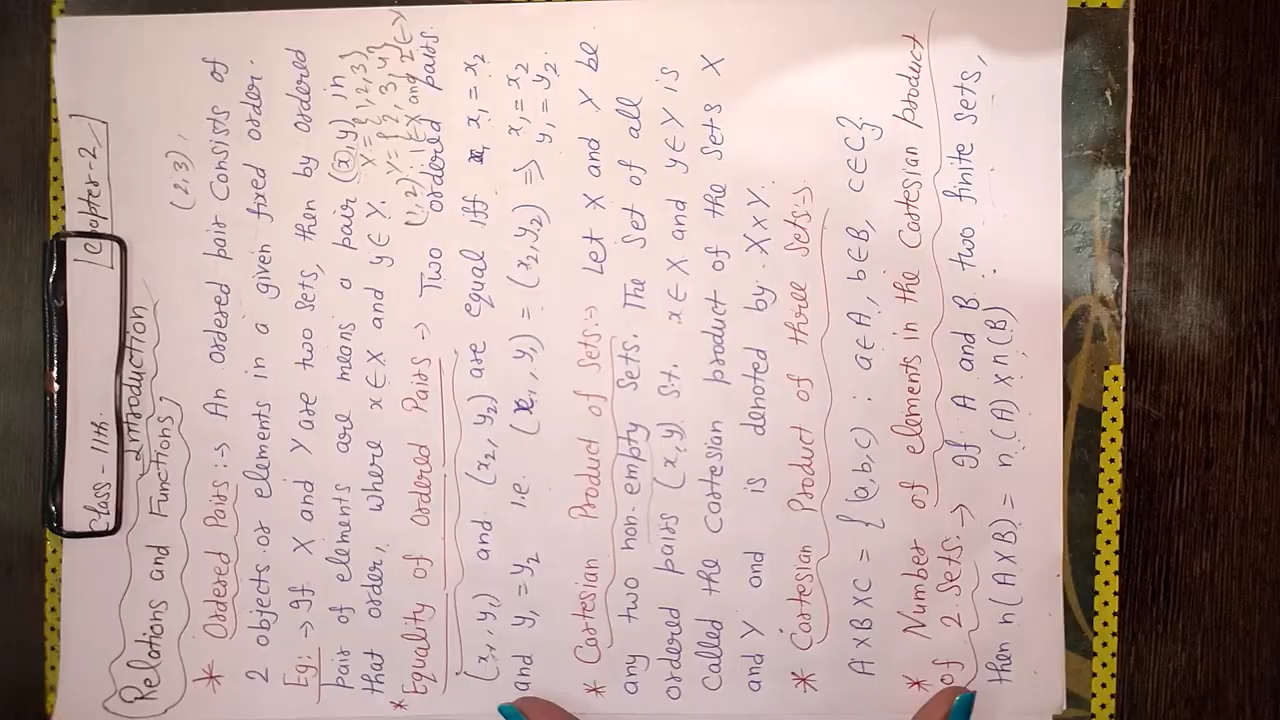 Class-11th.
Chapter-2
Introduction
Relations and Functions
(2,3),
* Ordered Pairs :→ An ordered pair consists of
2 objects or elements in a given fixed order.
Eg: → If X and Y are two sets, then by ordered
pair of elements are means a pair (x,y) in
that order, where x∈X and y∈Y.
X = {1,2,3}
Y = {2,3,4}
(1,2) : 1∈X and 2∈Y
* Equality of Ordered Pairs → Two ordered pairs.
(x₁,y₁) and (x₂,y₂) are equal iff x₁=x₂
and y₁=y₂ i.e. (x₁,y₁) = (x₂,y₂) ⇒ x₁=x₂
y₁=y₂.
* Cartesian Product of Sets.→ Let X and Y be
any two non-empty sets. The set of all
ordered pairs (x,y) s.t. x∈X and y∈Y is
called the cartesian product of the sets X
and Y and is denoted by X×Y.
* Cartesian Product of three sets:→
A×B×C = {(a,b,c) : a∈A, b∈B, c∈C}.
* Number of elements in the Cartesian product
of 2 sets.→ If A and B two finite sets,
then n(A×B) = n(A)×n(B)